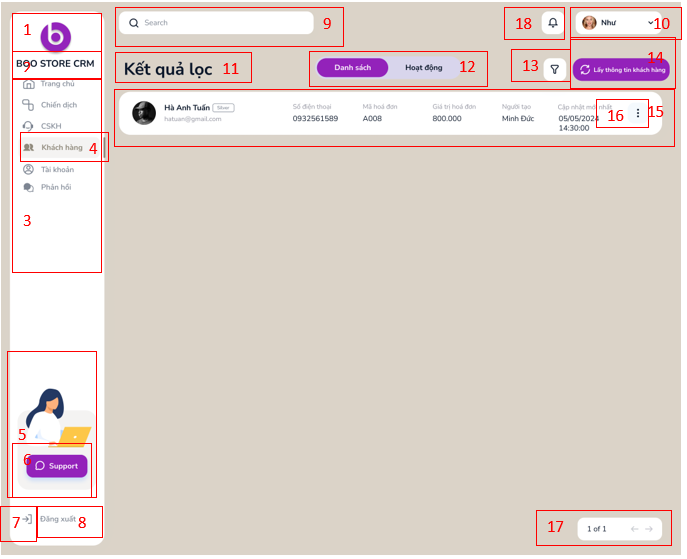 1
b
2
BOO STORE CRM
Trang chủ
Chiến dịch
CSKH
Khách hàng
4
Tài khoản
Phản hồi
3
5
6
Support
7
Đăng xuất
8
Search
9
18
Như
10
Kết quả lọc
11
Danh sách
Hoạt động
12
13
14
Lấy thông tin khách hàng
Hà Anh Tuấn
Silver
hatuan@gmail.com
Số điện thoại
0932561589
Mã hoá đơn
A008
Giá trị hoá đơn
800.000
Người tạo
Minh Đức
Cập nhật mới nhất
05/05/2024
14:30:00
16
15
17
1 of 1